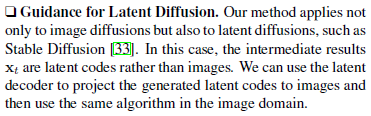 ❑ Guidance for Latent Diffusion. Our method applies not
only to image diffusions but also to latent diffusions, such as
Stable Diffusion [33]. In this case, the intermediate results
xₜ are latent codes rather than images. We can use the latent
decoder to project the generated latent codes to images and
then use the same algorithm in the image domain.